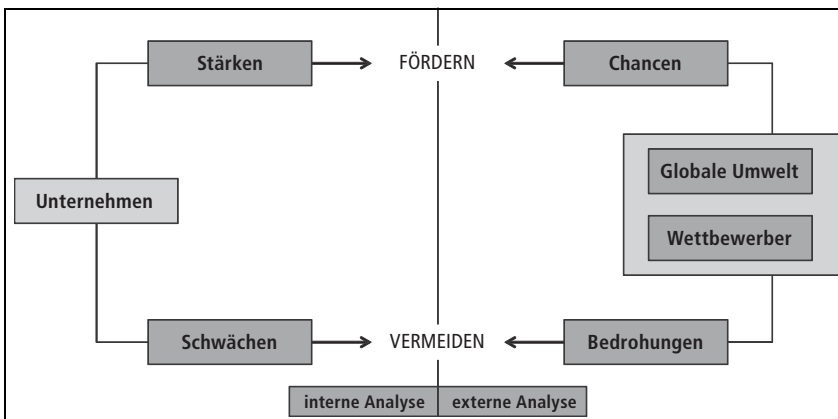 Stärken
FÖRDERN
Chancen
Globale Umwelt
Unternehmen
Wettbewerber
Schwächen
VERMEIDEN
Bedrohungen
interne Analyse
externe Analyse